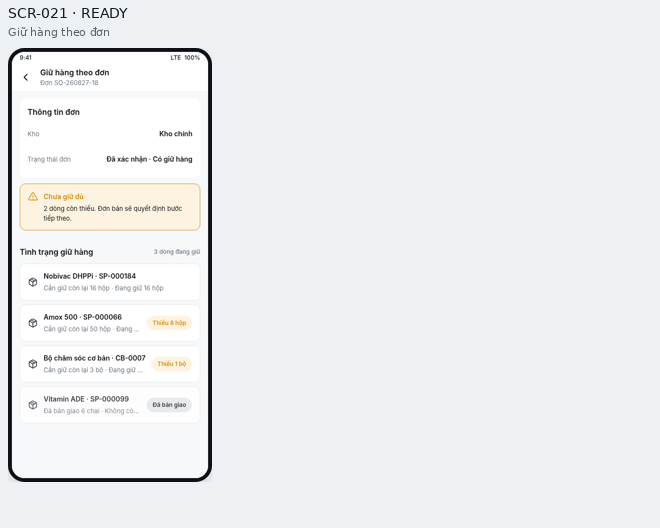 SCR-021 · READY
Giữ hàng theo đơn
9:41
LTE 100%
Giữ hàng theo đơn
Đơn SO-260827-18
Thông tin đơn
Kho
Kho chính
Trạng thái đơn
Đã xác nhận · Có giữ hàng
Chưa giữ đủ
2 dòng còn thiếu. Đơn bán sẽ quyết định bước
tiếp theo.
Tình trạng giữ hàng
3 dòng đang giữ
Nobivac DHPPi · SP-000184
Cần giữ còn lại 16 hộp · Đang giữ 16 hộp
Amox 500 · SP-000066
Cần giữ còn lại 50 hộp · Đang ...
Thiếu 8 hộp
Bộ chăm sóc cơ bản · CB-0007
Cần giữ còn lại 3 bộ · Đang giữ ...
Thiếu 1 bộ
Vitamin ADE · SP-000099
Đã bàn giao 6 chai · Không cò...
Đã bàn giao